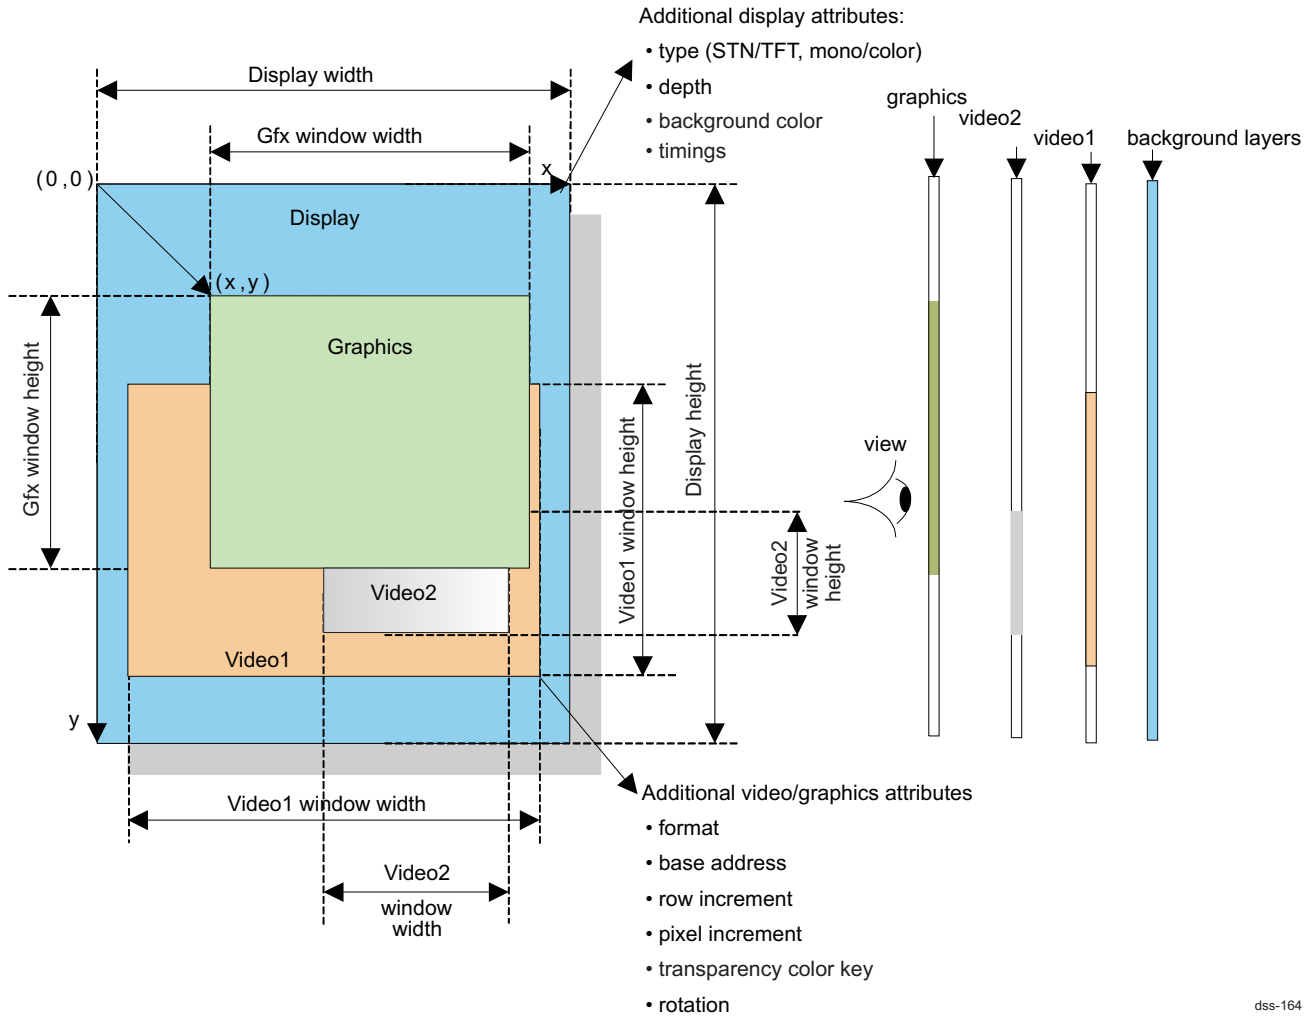 Additional display attributes:
• type (STN/TFT, mono/color)
• depth
• background color
• timings
Display width
Gfx window width
(0,0)
x
Display
(x,y)
Graphics
Gfx window height
Video1 window height
Display height
Video2
window
height
Video2
Video1
y
graphics
video2
video1
background layers
view
Video1 window width
Video2
window
width
Additional video/graphics attributes
• format
• base address
• row increment
• pixel increment
• transparency color key
• rotation
dss-164